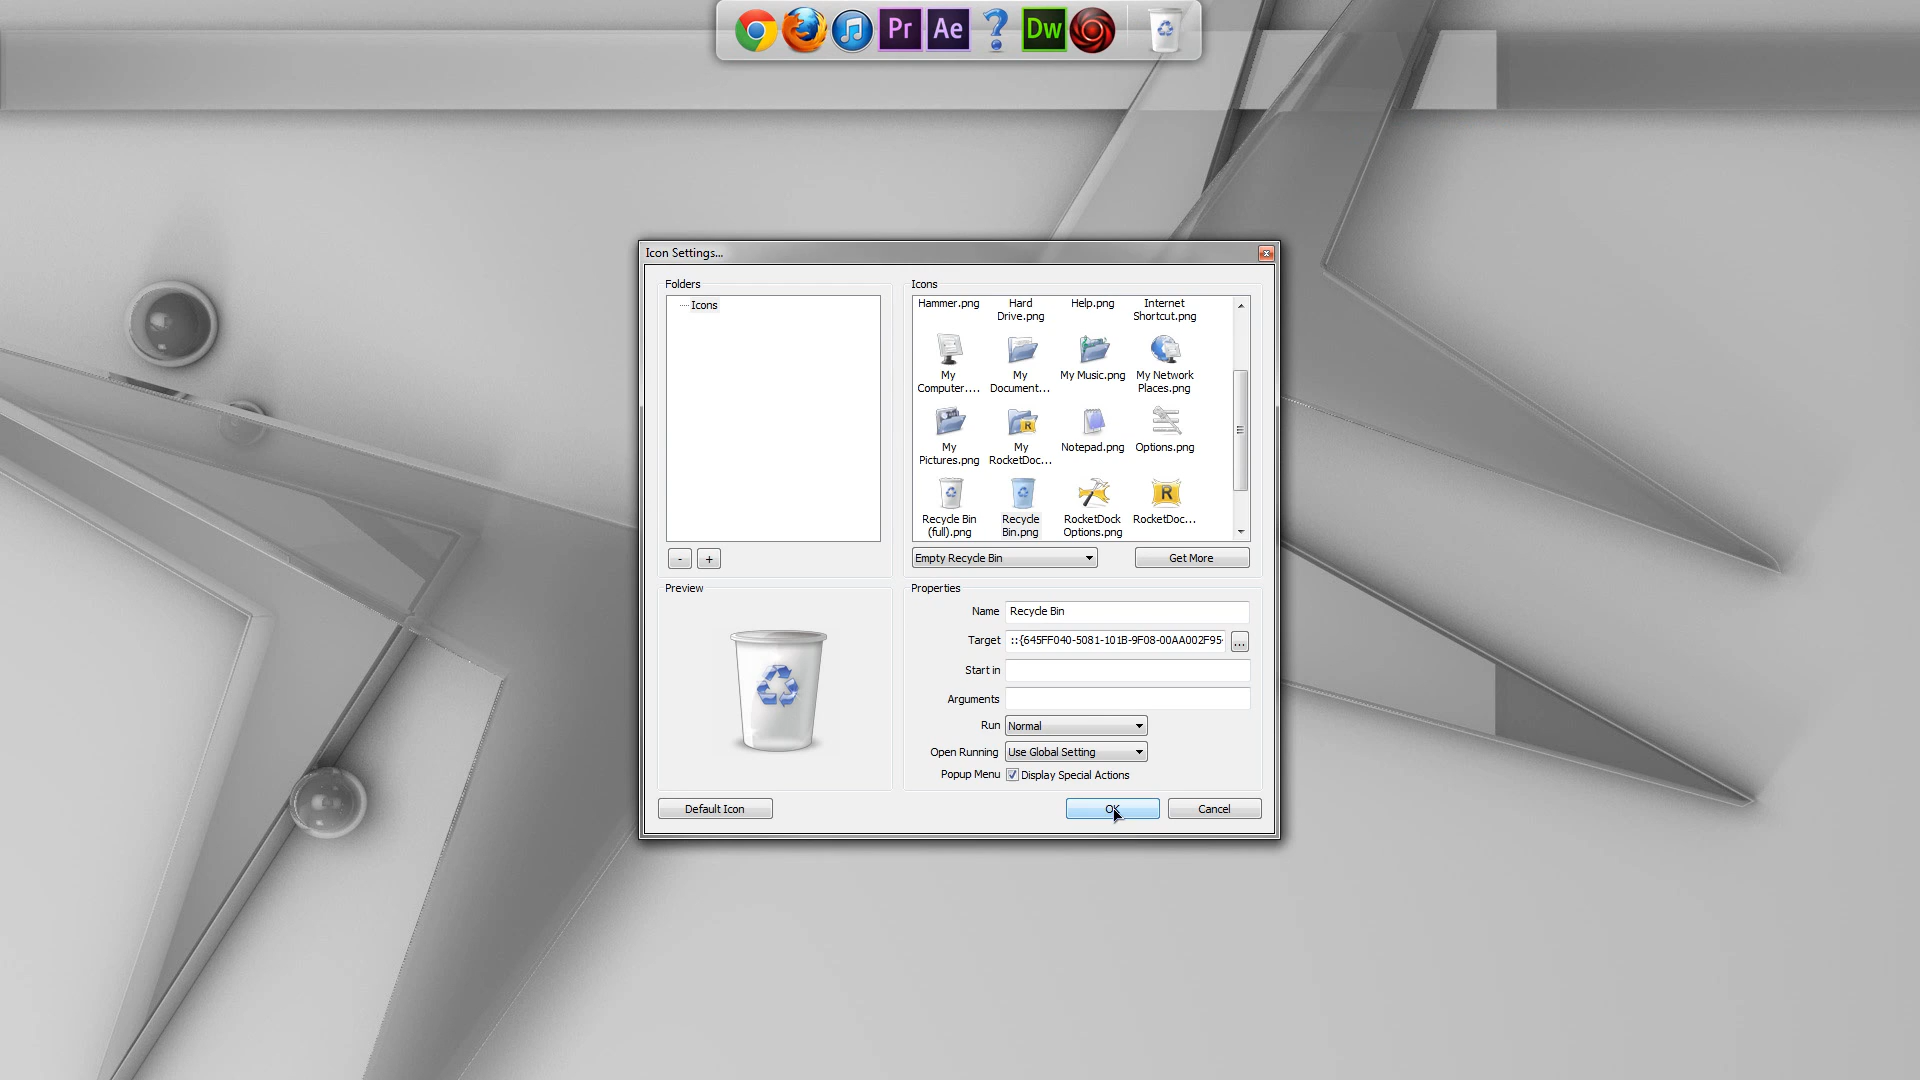 Pr
Ae
?
Dw
Icon Settings...
Folders
Icons
Icons
Hammer.png
Hard
Drive.png
Help.png
Internet
Shortcut.png
My
Computer....
My
Document...
My Music.png
My Network
Places.png
My
Pictures.png
R
My
RocketDoc...
Notepad.png
Options.png
Recycle Bin
(full).png
Recycle
Bin.png
RocketDock
Options.png
R
RocketDoc...
- +
Empty Recycle Bin
Get More
Preview
Properties
Name
Recycle Bin
Target
::{645FF040-5081-101B-9F08-00AA002F95
...
Start in
Arguments
Run
Normal
Open Running
Use Global Setting
Popup Menu
Display Special Actions
Default Icon
OK
Cancel